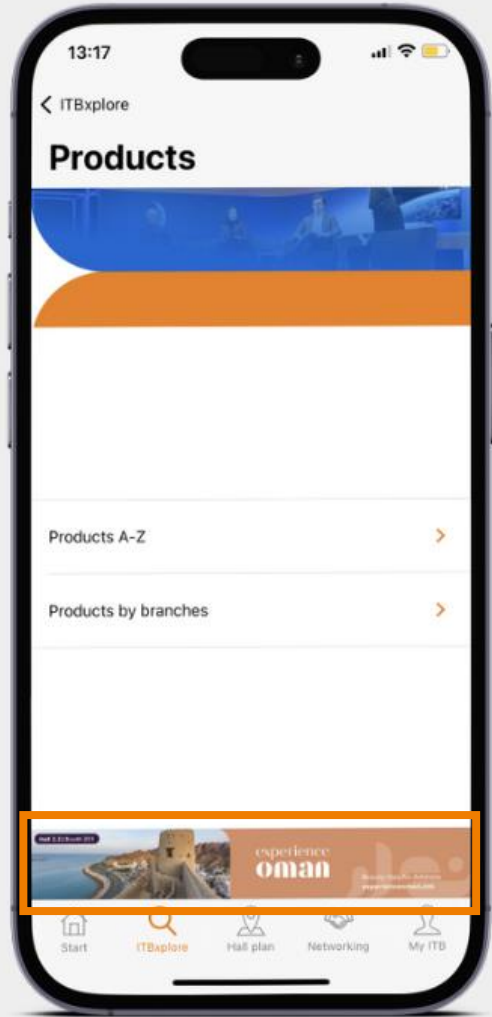 13:17
ITBxplore
Products
Products A-Z
Products by branches
experience
oman
Start
ITBxplore
Hall plan
Networking
My ITB